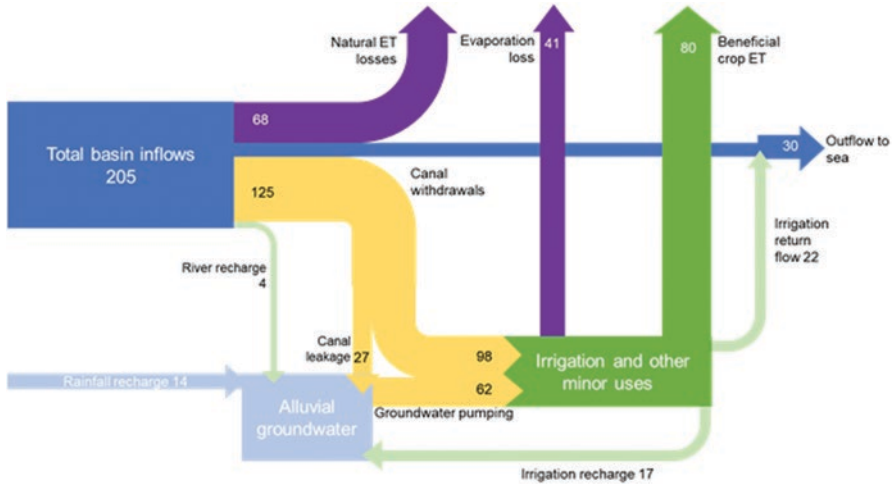 Natural ET
losses
Evaporation
loss
41
80
Beneficial
crop ET
68
Total basin inflows
205
30
Outflow to
sea
125
Canal
withdrawals
Irrigation
return
flow 22
River recharge
4
Canal
leakage
27
98
62
Irrigation and other
minor uses
Rainfall recharge 14
Alluvial
groundwater
Groundwater pumping
Irrigation recharge 17